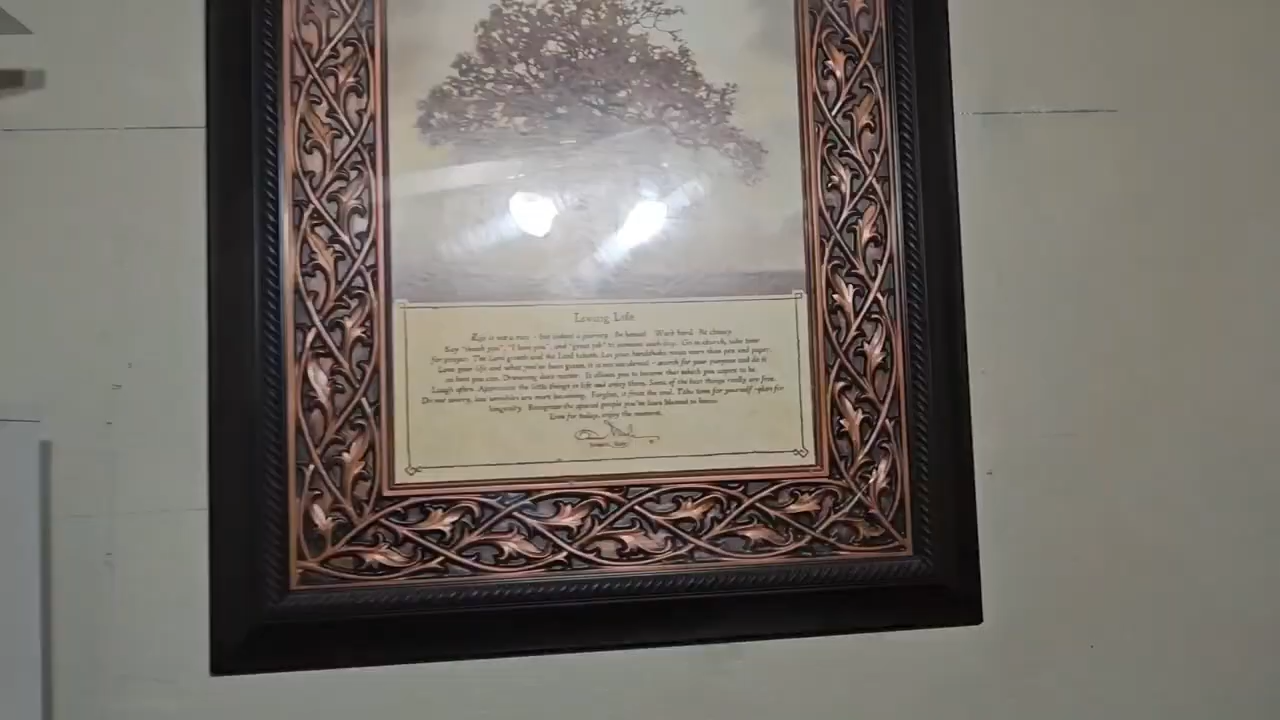 Living Life
Life is not a race - but indeed a journey. Be honest. Work hard. Be choosy.
Say "thank you", "I love you", and "great job" to someone each day. Go to church, take time
for prayer. The Lord giveth and the Lord taketh. Let your handshake mean more than pen and paper.
Love your life and what you've been given, it is not accidental - search for your purpose and do it
as best you can. Dreaming does matter. It allows you to become that which you aspire to be.
Laugh often. Appreciate the little things in life and enjoy them. Some of the best things really are free.
Do not worry, less wrinkles are more becoming. Forgive, it frees the soul. Take time for yourself - plan for
longevity. Recognize the special people you've been blessed to know.
Live for today, enjoy the moment.